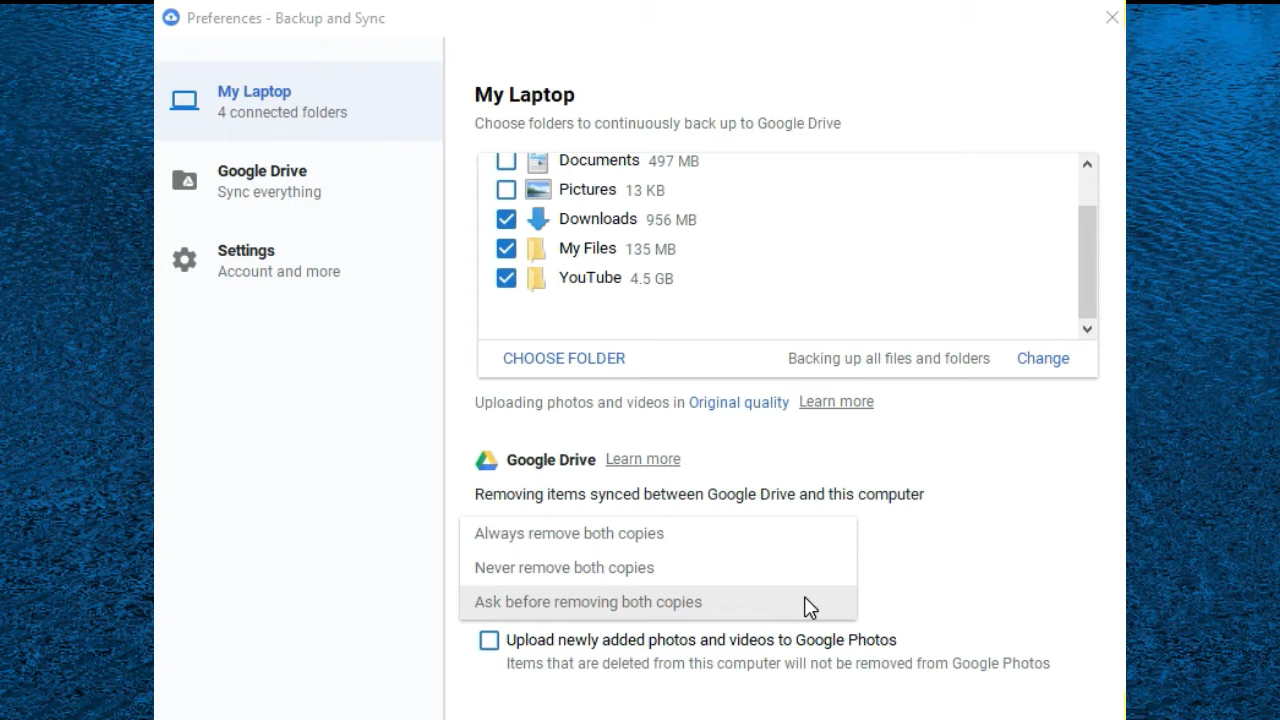 Preferences - Backup and Sync
My Laptop
4 connected folders
Google Drive
Sync everything
Settings
Account and more
My Laptop
Choose folders to continuously back up to Google Drive
Documents 497 MB
Pictures 13 KB
Downloads 956 MB
My Files 135 MB
YouTube 4.5 GB
CHOOSE FOLDER Backing up all files and folders Change
Uploading photos and videos in Original quality Learn more
Google Drive Learn more
Removing items synced between Google Drive and this computer
Always remove both copies
Never remove both copies
Ask before removing both copies
Upload newly added photos and videos to Google Photos
Items that are deleted from this computer will not be removed from Google Photos